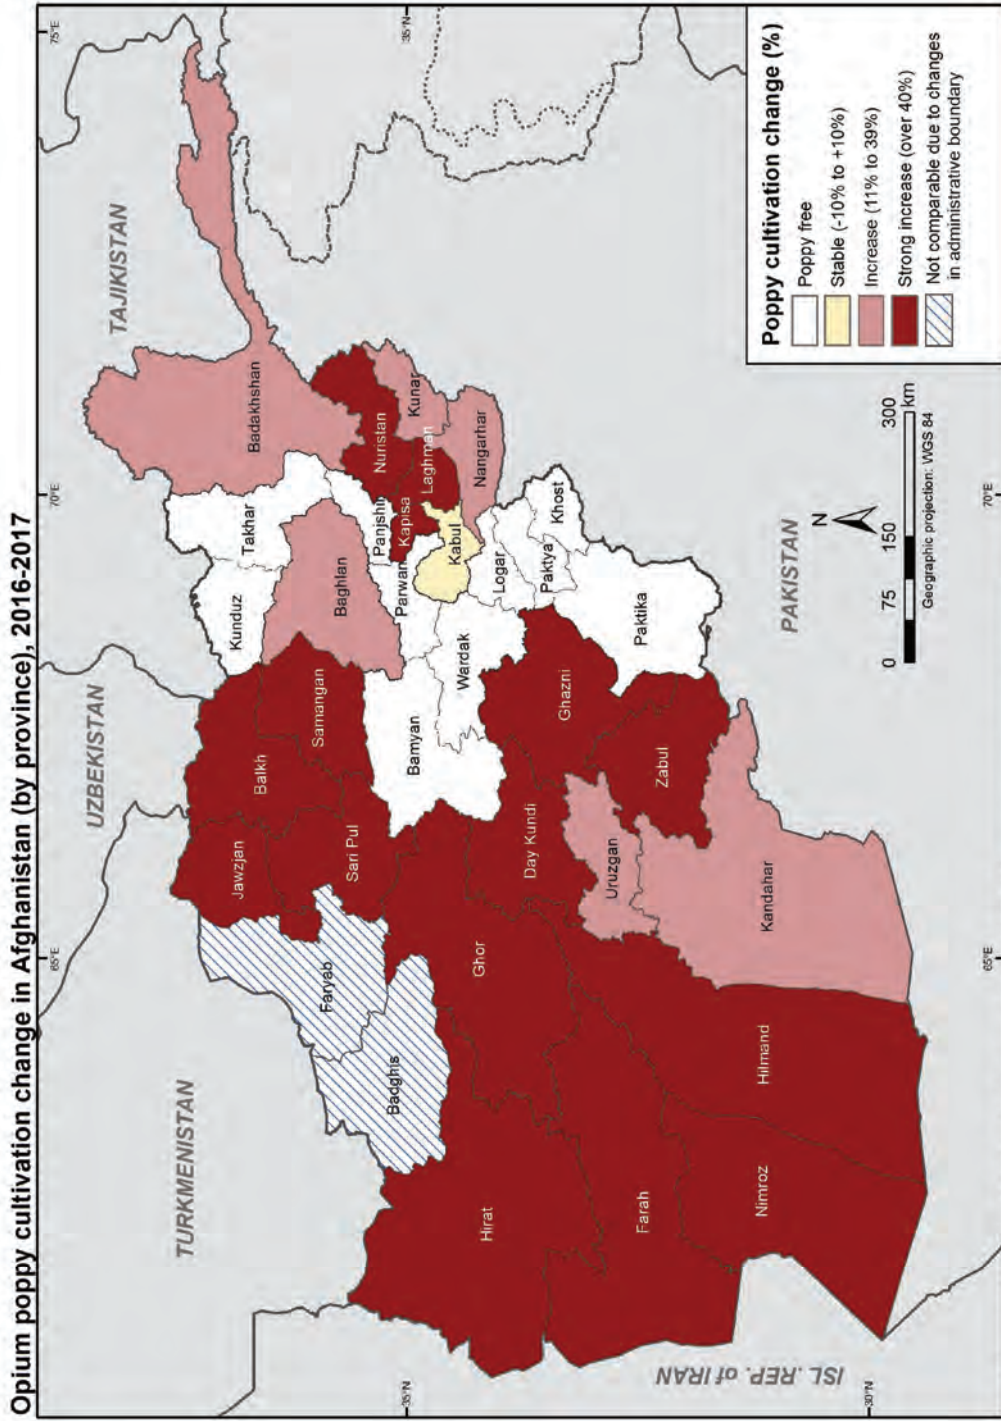 Opium poppy cultivation change in Afghanistan (by province), 2016-2017
65°E
70°E
75°E
UZBEKISTAN
TAJIKISTAN
TURKMENISTAN
35°N
35°N
30°N
Jawzjan
Balkh
Kunduz
Takhar
Badakhshan
Samangan
Baghlan
Faryab
Sari Pul
Panjshir
Nuristan
Badghis
Bamyan
Parwan
Kapisa
Kunar
Laghman
Kabul
Wardak
Nangarhar
Hirat
Ghor
Logar
Day Kundi
Ghazni
Paktya
Khost
Uruzgan
Paktika
Farah
Zabul
Nimroz
Hilmand
Kandahar
PAKISTAN
ISL. REP. of IRAN
N
0 75 150 300
km
Geographic projection: WGS 84
Poppy cultivation change (%)
Poppy free
Stable (-10% to +10%)
Increase (11% to 39%)
Strong increase (over 40%)
Not comparable due to changes
in administrative boundary
65°E
70°E